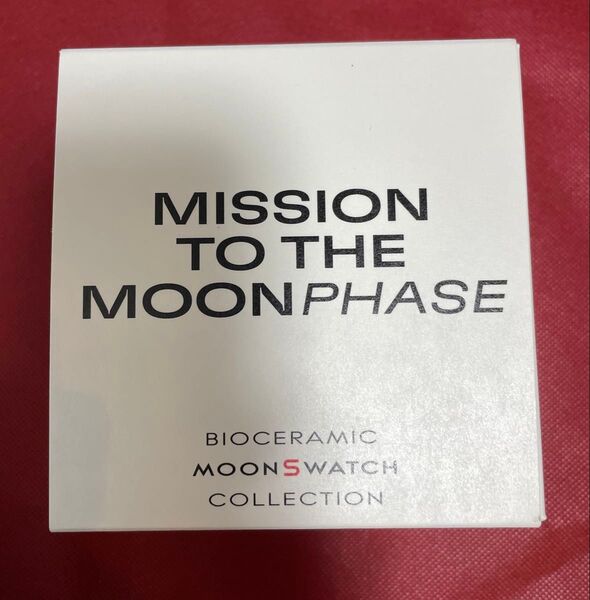 MISSION
TO THE
MOONPHASE
BIOCERAMIC
MOONSWATCH
COLLECTION